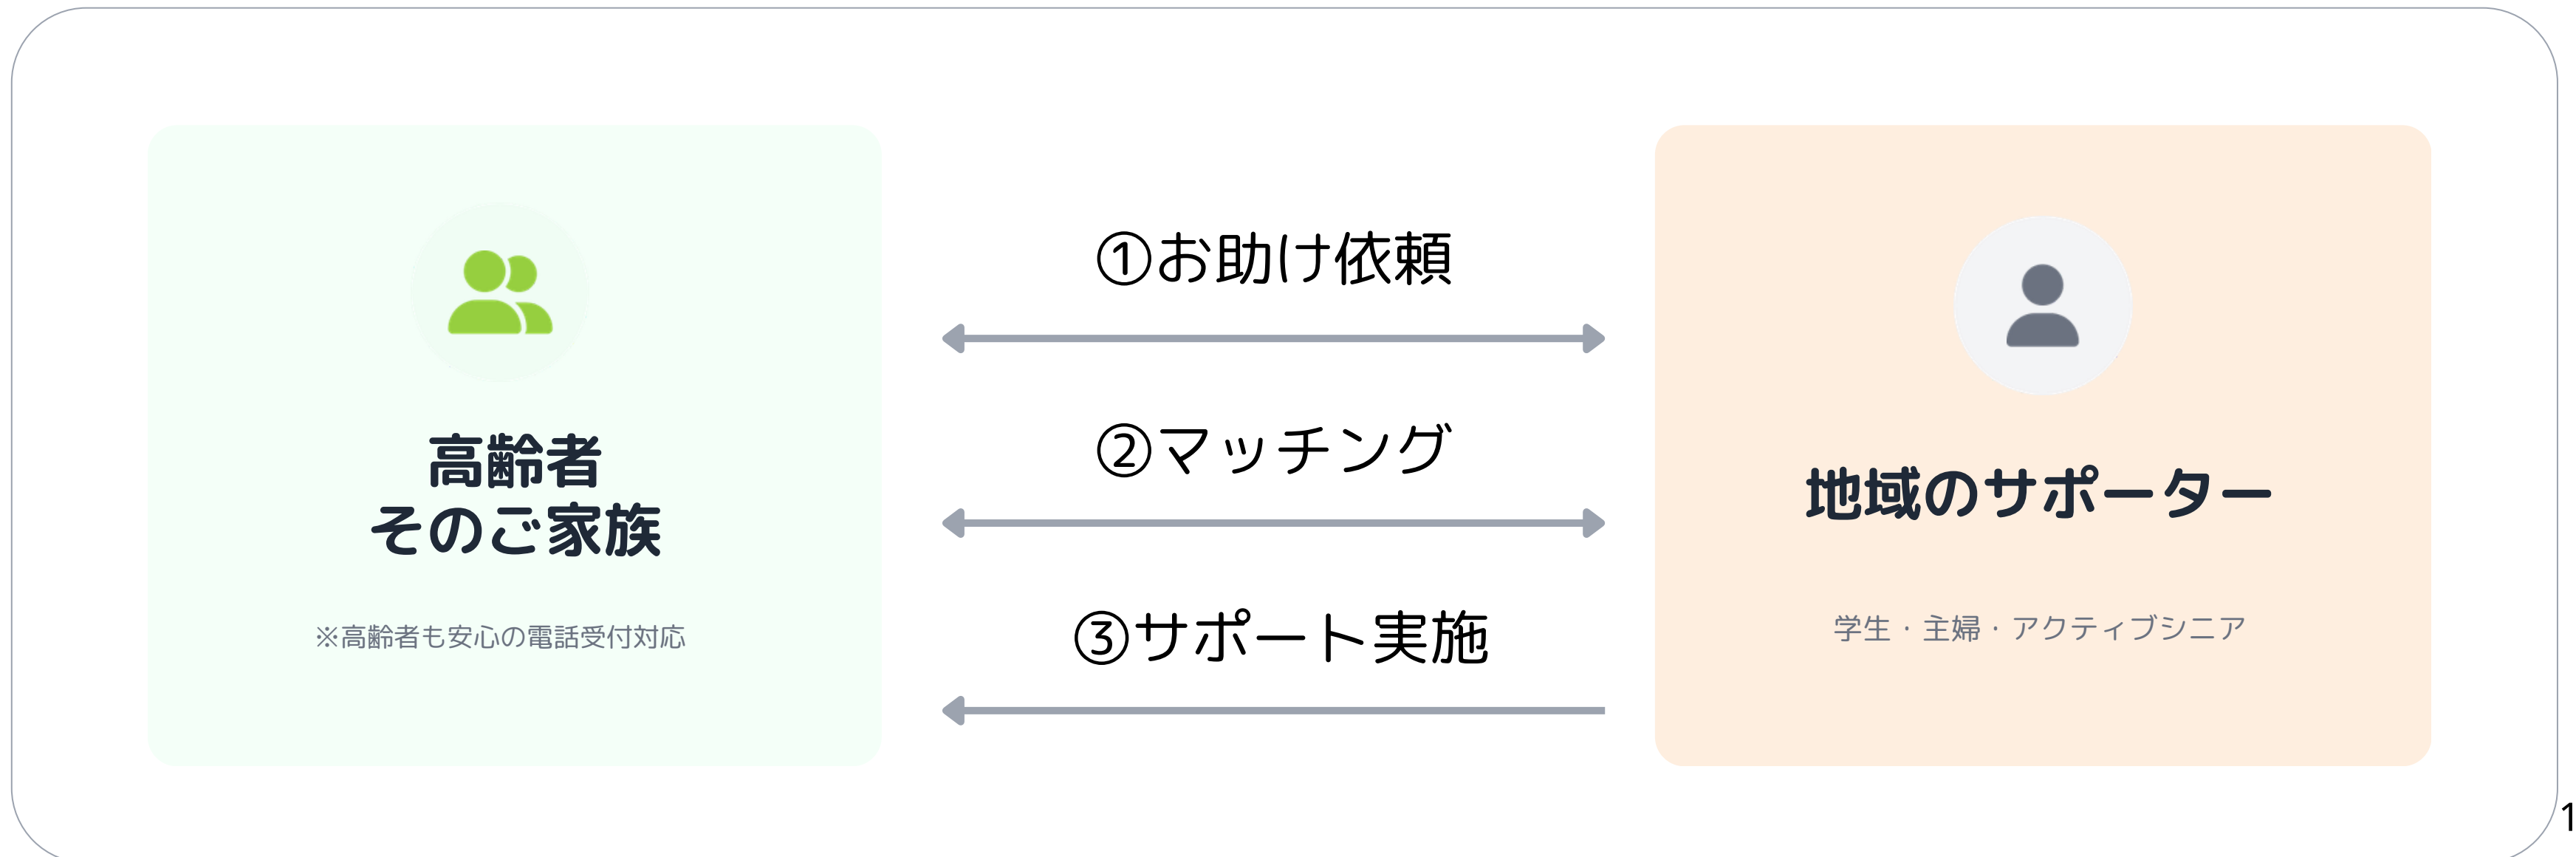 高齢者
そのご家族
※高齢者も安心の電話受付対応
①お助け依頼
②マッチング
③サポート実施
地域のサポーター
学生・主婦・アクティブシニア
1